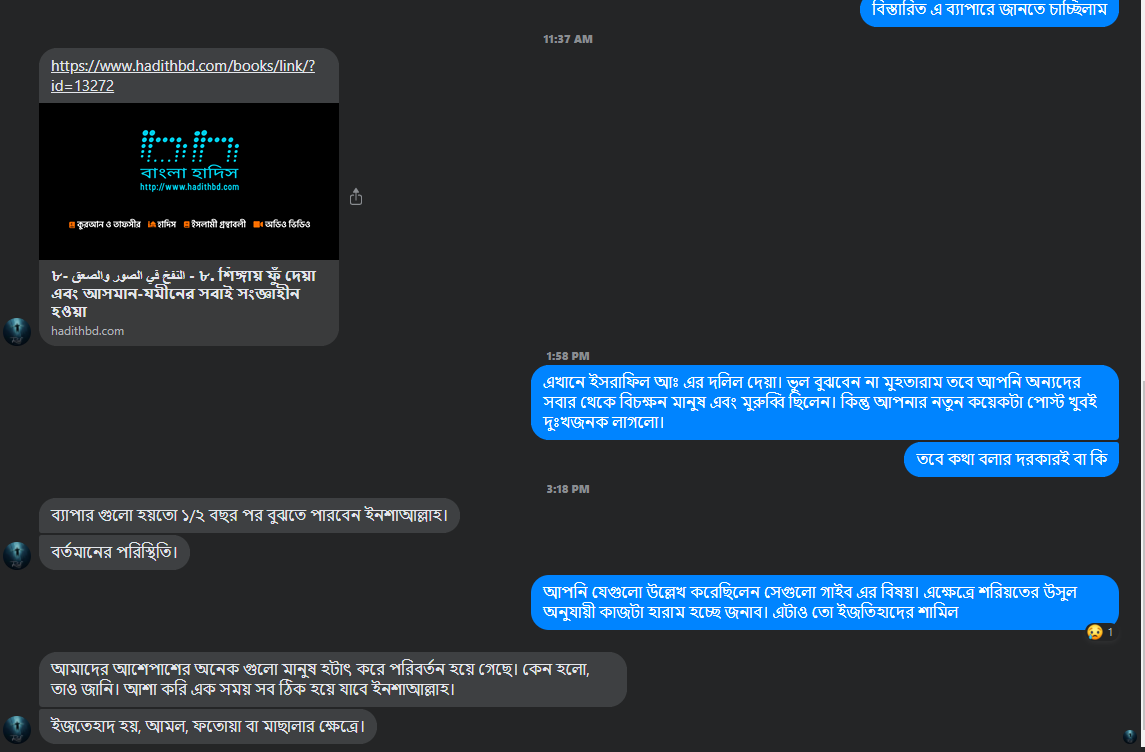 বিস্তারিত এ ব্যাপারে জানতে চাচ্ছিলাম
11:37 AM
https://www.hadithbd.com/books/link/?
id=13272
বাংলা হাদিস
http://www.hadithbd.com
কুরআন ও তাফসীর হাদিস ইসলামী গ্রন্থাবলী অডিও ভিডিও
৮- النفخ في الصور والصعق - ৮. শিঙ্গায় ফুঁ দেয়া
এবং আসমান-যমীনের সবাই সংজ্ঞাহীন
হওয়া
hadithbd.com
1:58 PM
এখানে ইসরাফিল আঃ এর দলিল দেয়া। ভুল বুঝবেন না মুহতারাম তবে আপনি অন্যদের
সবার থেকে বিচক্ষন মানুষ এবং মুরুব্বি ছিলেন। কিন্তু আপনার নতুন কয়েকটা পোস্ট খুবই
দুঃখজনক লাগলো।
তবে কথা বলার দরকারই বা কি
3:18 PM
ব্যাপার গুলো হয়তো ১/২ বছর পর বুঝতে পারবেন ইনশাআল্লাহ।
বর্তমানের পরিস্থিতি।
আপনি যেগুলো উল্লেখ করেছিলেন সেগুলো গাইব এর বিষয়। এক্ষেত্রে শরিয়তের উসুল
অনুযায়ী কাজটা হারাম হচ্ছে জনাব। এটাও তো ইজতিহাদের শামিল
1
আমাদের আশেপাশের অনেক গুলো মানুষ হটাৎ করে পরিবর্তন হয়ে গেছে। কেন হলো,
তাও জানি। আশা করি এক সময় সব ঠিক হয়ে যাবে ইনশাআল্লাহ।
ইজতেহাদ হয়, আমল, ফতোয়া বা মাছালার ক্ষেত্রে।